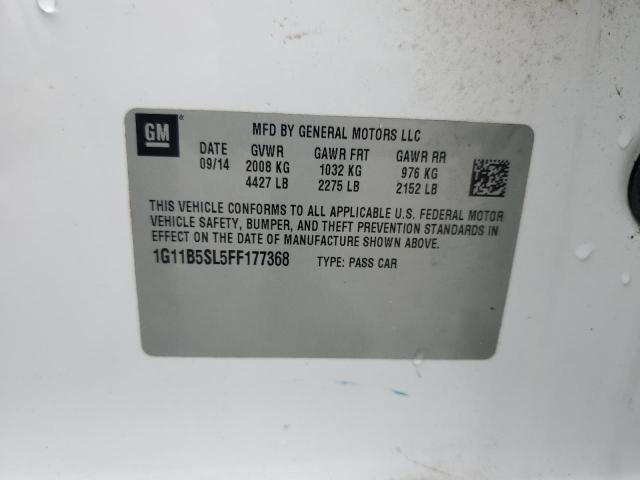 GM
MFD BY GENERAL MOTORS LLC
DATE GVWR GAWR FRT GAWR RR
09/14 2008 KG 1032 KG 976 KG
4427 LB 2275 LB 2152 LB
THIS VEHICLE CONFORMS TO ALL APPLICABLE U.S. FEDERAL MOTOR
VEHICLE SAFETY, BUMPER, AND THEFT PREVENTION STANDARDS
IN EFFECT ON THE DATE OF MANUFACTURE SHOWN ABOVE.
1G11B5SL5FF177368 TYPE: PASS CAR